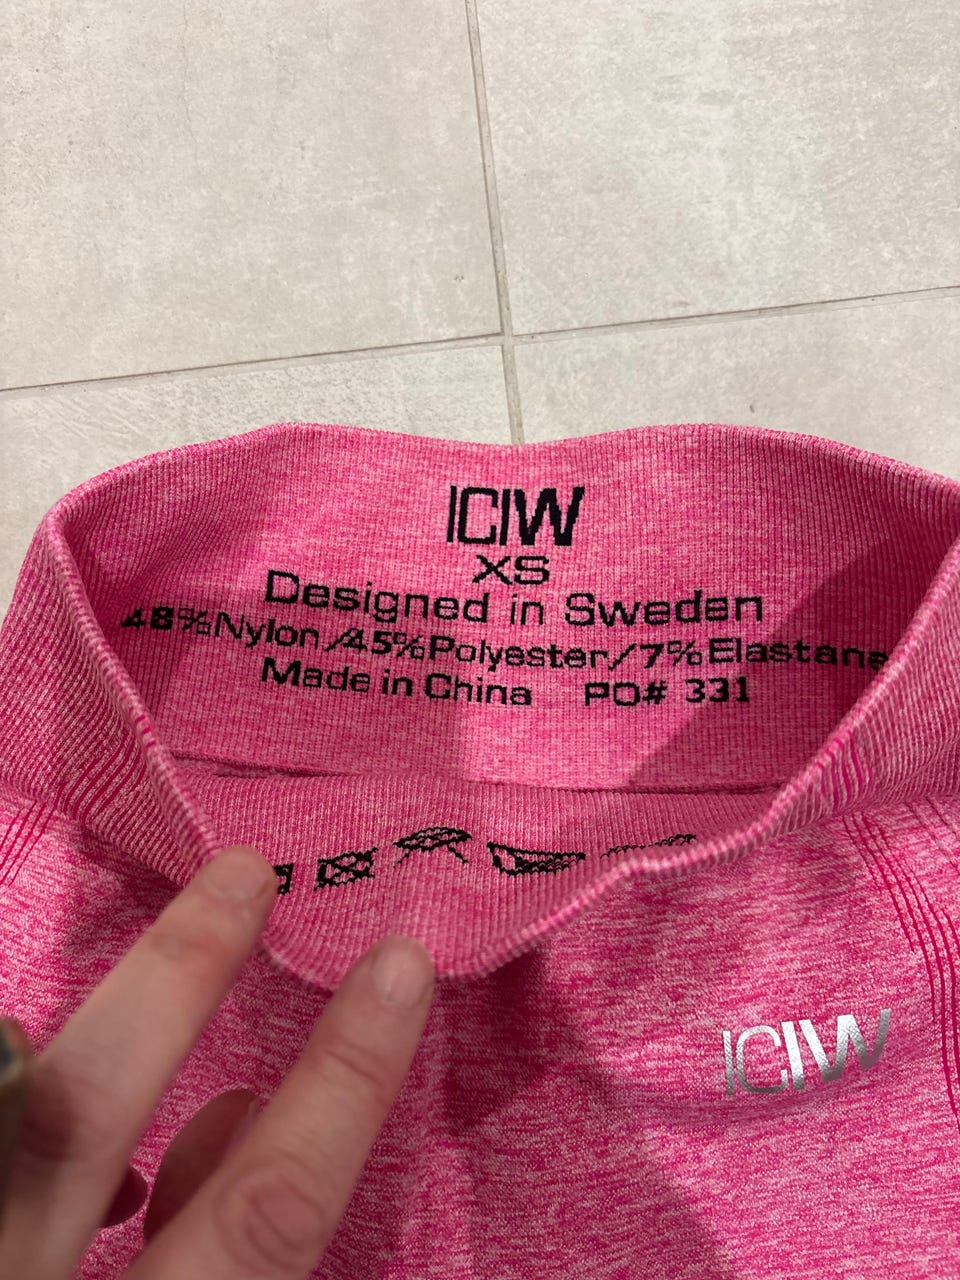 ICIW
XS
Designed in Sweden
48%Nylon/45%Polyester/7%Elastane
Made in China PO# 331
ICIW